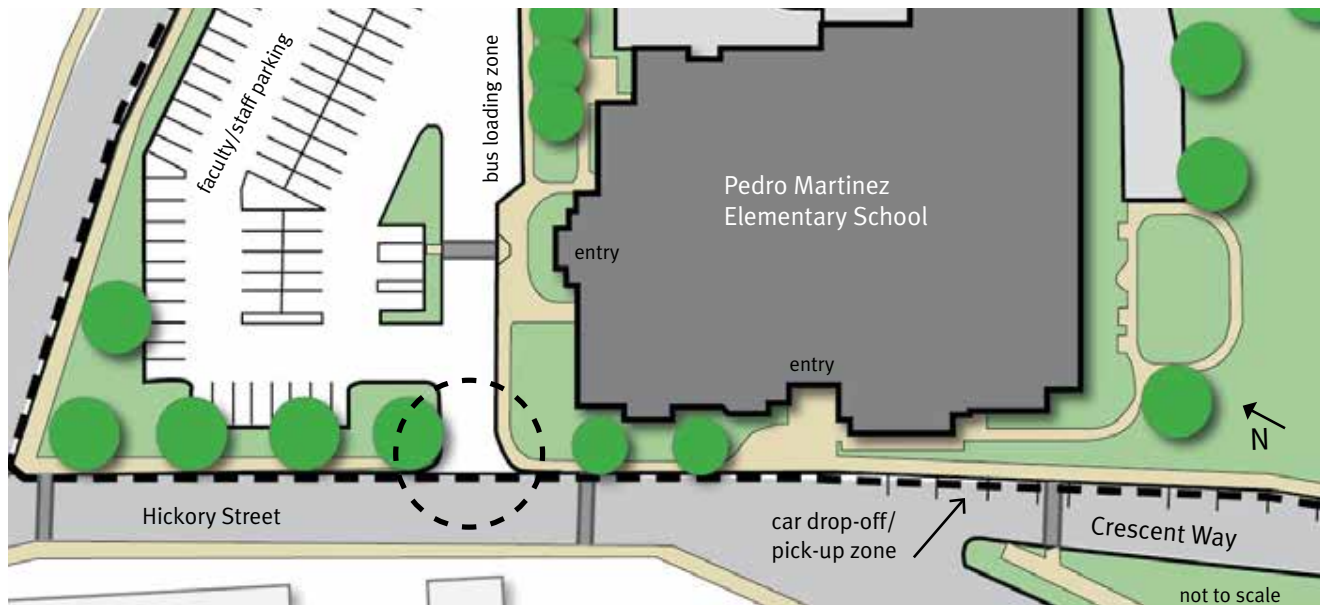 faculty/staff parking
bus loading zone
Pedro Martinez
Elementary School
entry
entry
N
Hickory Street
car drop-off/
pick-up zone
Crescent Way
not to scale